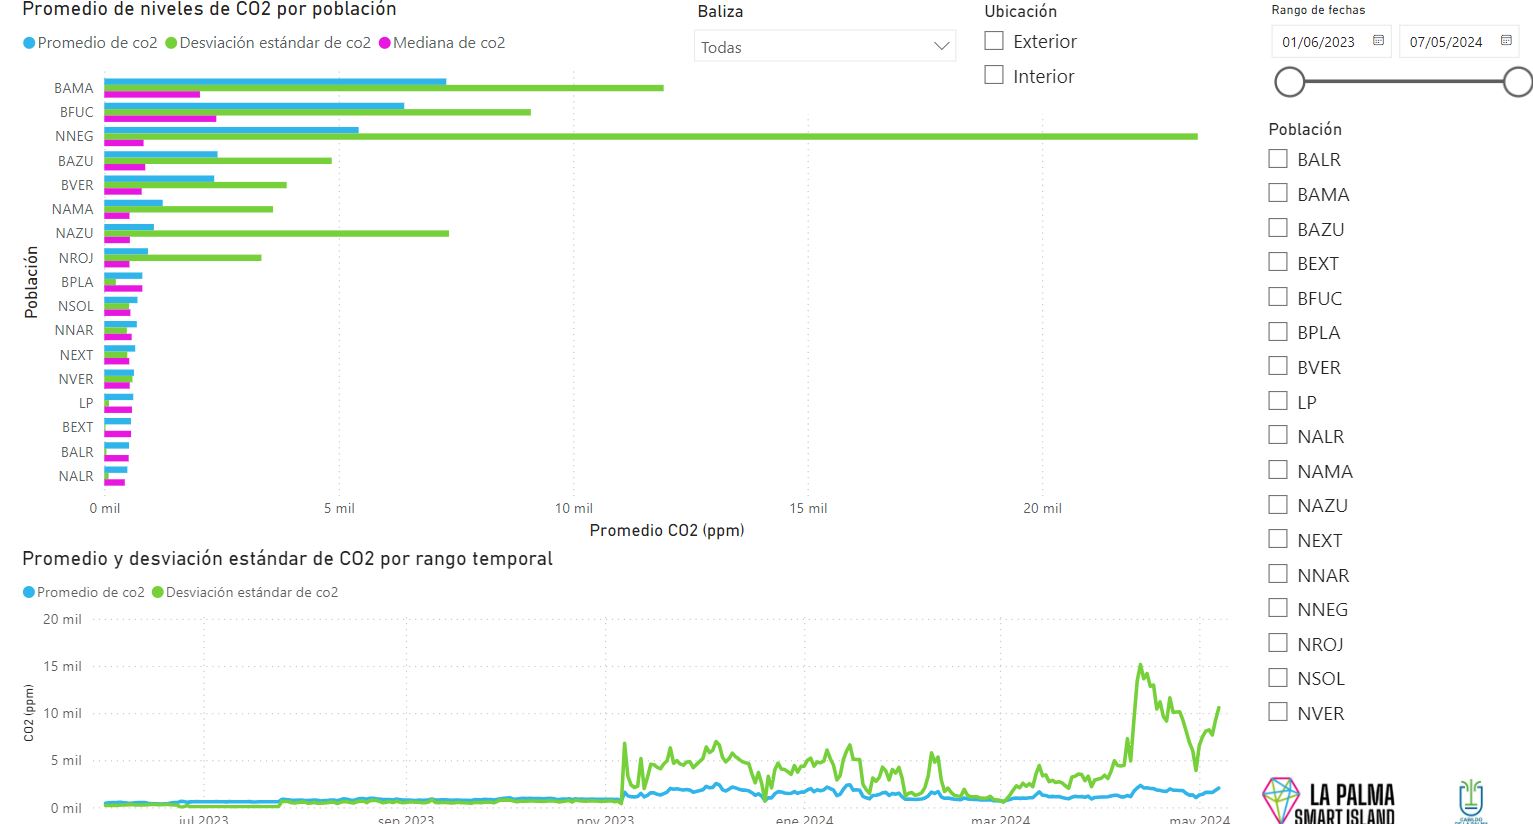 Promedio de niveles de CO2 por población
Promedio de co2 Desviación estándar de co2 Mediana de co2
Baliza
Todas
Ubicación
Exterior
Interior
Rango de fechas
01/06/2023 07/05/2024
Población
BAMA
BFUC
NNEG
BAZU
BVER
NAMA
NAZU
NROJ
BPLA
NSOL
NNAR
NEXT
NVER
LP
BEXT
BALR
NALR
0 mil 5 mil 10 mil 15 mil 20 mil
Promedio CO2 (ppm)
Población
BALR
BAMA
BAZU
BEXT
BFUC
BPLA
BVER
LP
NALR
NAMA
NAZU
NEXT
NNAR
NNEG
NROJ
NSOL
NVER
Promedio y desviación estándar de CO2 por rango temporal
Promedio de co2 Desviación estándar de co2
CO2 (ppm)
20 mil
15 mil
10 mil
5 mil
0 mil
jul 2023 sep 2023 nov 2023 ene 2024 mar 2024 may 2024
LA PALMA
SMART ISLAND
CABILDO